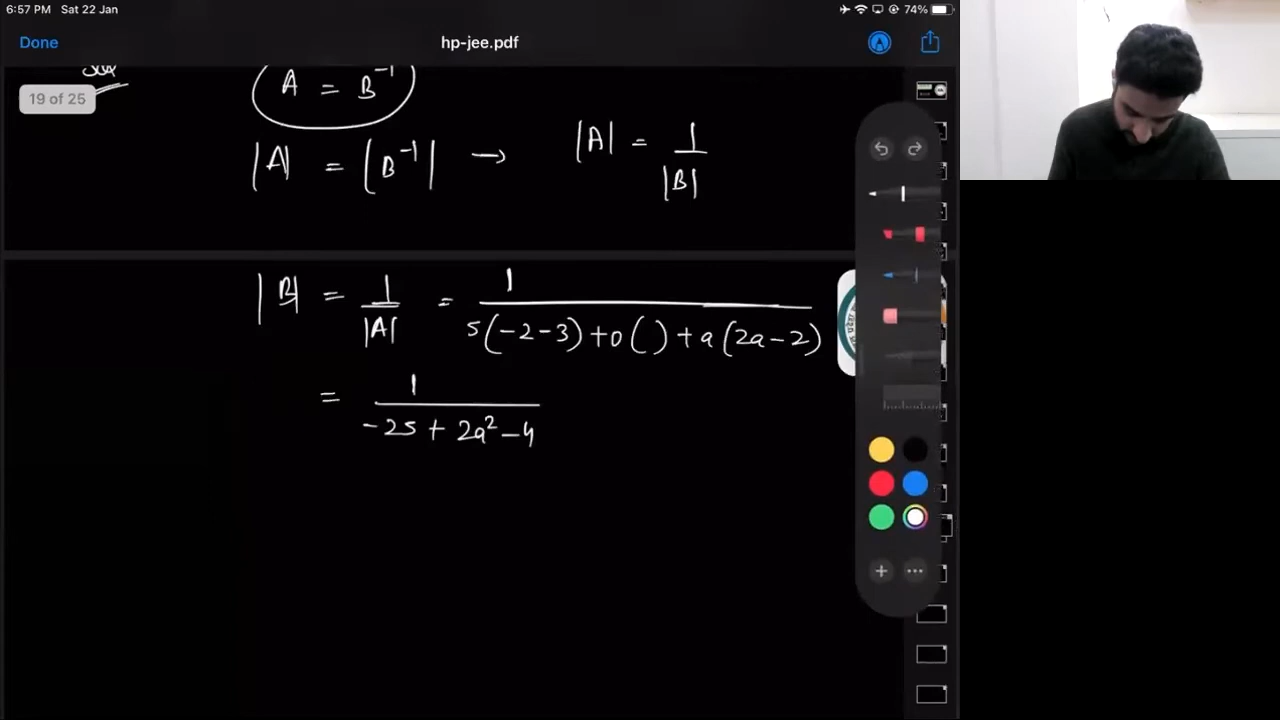 6:57 PM Sat 22 Jan 74%
Done hp-jee.pdf
19 of 25
A = B⁻¹
|A| = |B⁻¹| → |A| = 1/|B|
|B| = 1/|A| = 1/(5(-2-3)+0( )+a(2a-2))
= 1/(-25 + 2a² - 4